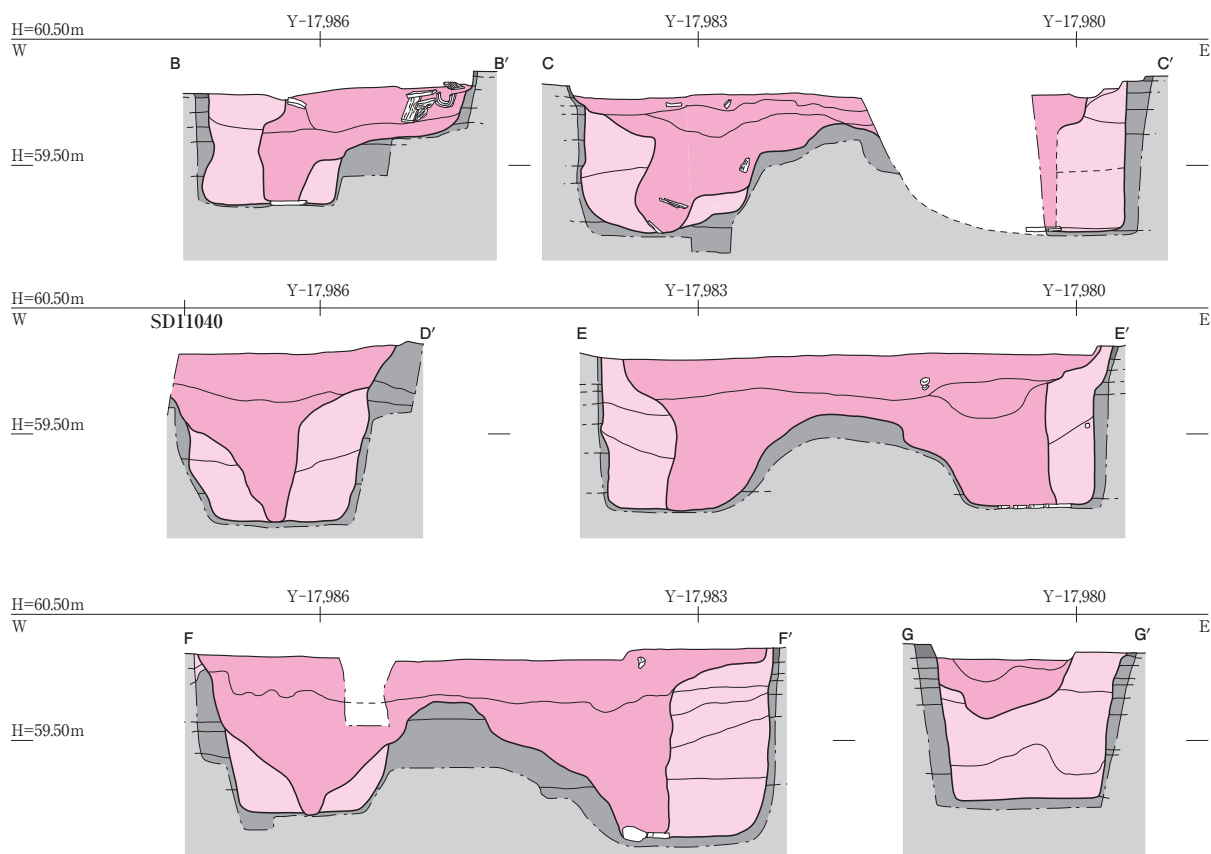 H=60.50m Y-17,986 Y-17,983 Y-17,980
W E
B B′ C C′
H=59.50m
H=60.50m Y-17,986 Y-17,983 Y-17,980
W SD11040 E
D′ E E′
H=59.50m
H=60.50m Y-17,986 Y-17,983 Y-17,980
W E
F F′ G G′
H=59.50m